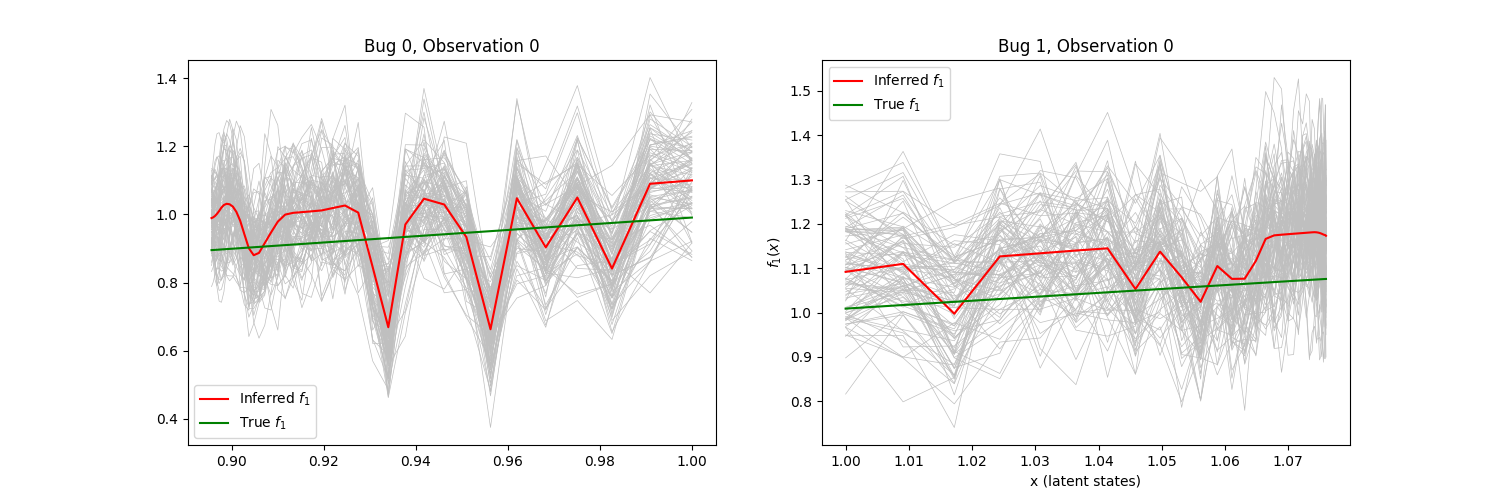 Bug 0, Observation 0
1.4
1.2
1.0
0.8
0.6
0.4
Inferred f₁
True f₁
0.90 0.92 0.94 0.96 0.98 1.00
Bug 1, Observation 0
Inferred f₁
True f₁
1.5
1.4
1.3
1.2
1.1
1.0
0.9
0.8
f₁(x)
1.00 1.01 1.02 1.03 1.04 1.05 1.06 1.07
x (latent states)